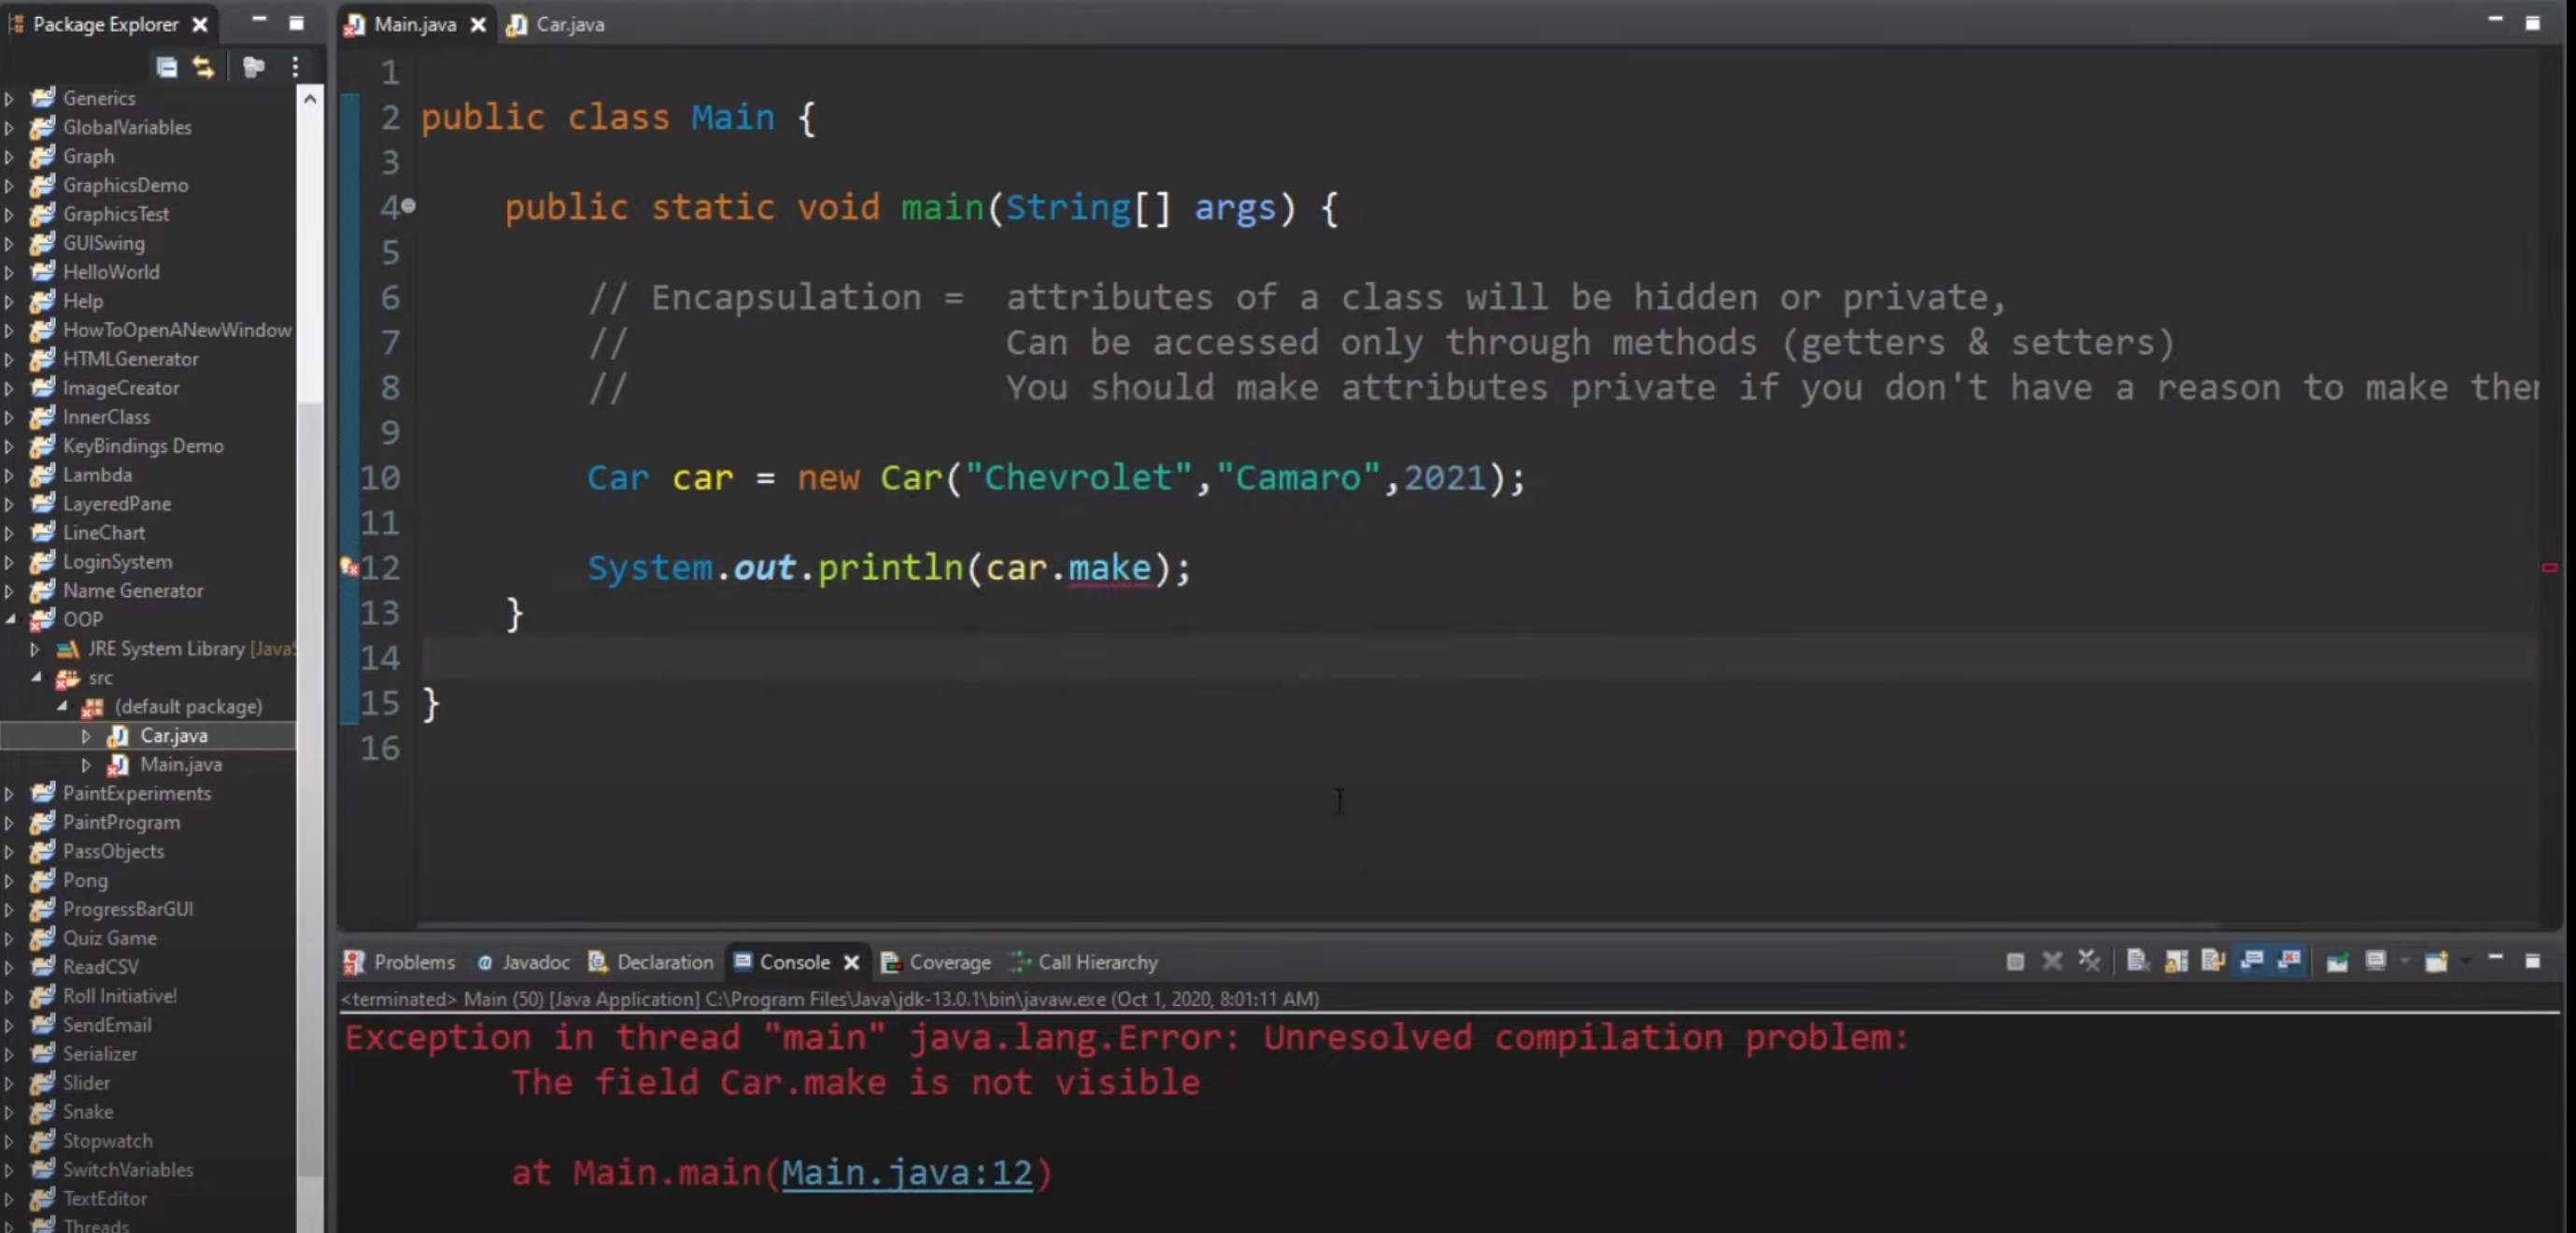 Package Explorer
Main.java
Car.java
Generics
GlobalVariables
Graph
GraphicsDemo
GraphicsTest
GUISwing
HelloWorld
Help
HowToOpenANewWindow
HTMLGenerator
ImageCreator
InnerClass
KeyBindings Demo
Lambda
LayeredPane
LineChart
LoginSystem
Name Generator
OOP
JRE System Library [JavaS
src
(default package)
Car.java
Main.java
PaintExperiments
PaintProgram
PassObjects
Pong
ProgressBarGUI
Quiz Game
ReadCSV
Roll Initiative!
SendEmail
Serializer
Slider
Snake
Stopwatch
SwitchVariables
TextEditor
Threads
1
2 public class Main {
3
4 public static void main(String[] args) {
5
6 // Encapsulation = attributes of a class will be hidden or private,
7 // Can be accessed only through methods (getters & setters)
8 // You should make attributes private if you don't have a reason to make the
9
10 Car car = new Car("Chevrolet","Camaro",2021);
11
12 System.out.println(car.make);
13 }
14
15 }
16
Problems @ Javadoc Declaration Console Coverage Call Hierarchy
<terminated> Main (50) [Java Application] C:\Program Files\Java\jdk-13.0.1\bin\javaw.exe (Oct 1, 2020, 8:01:11 AM)
Exception in thread "main" java.lang.Error: Unresolved compilation problem:
The field Car.make is not visible
at Main.main(Main.java:12)